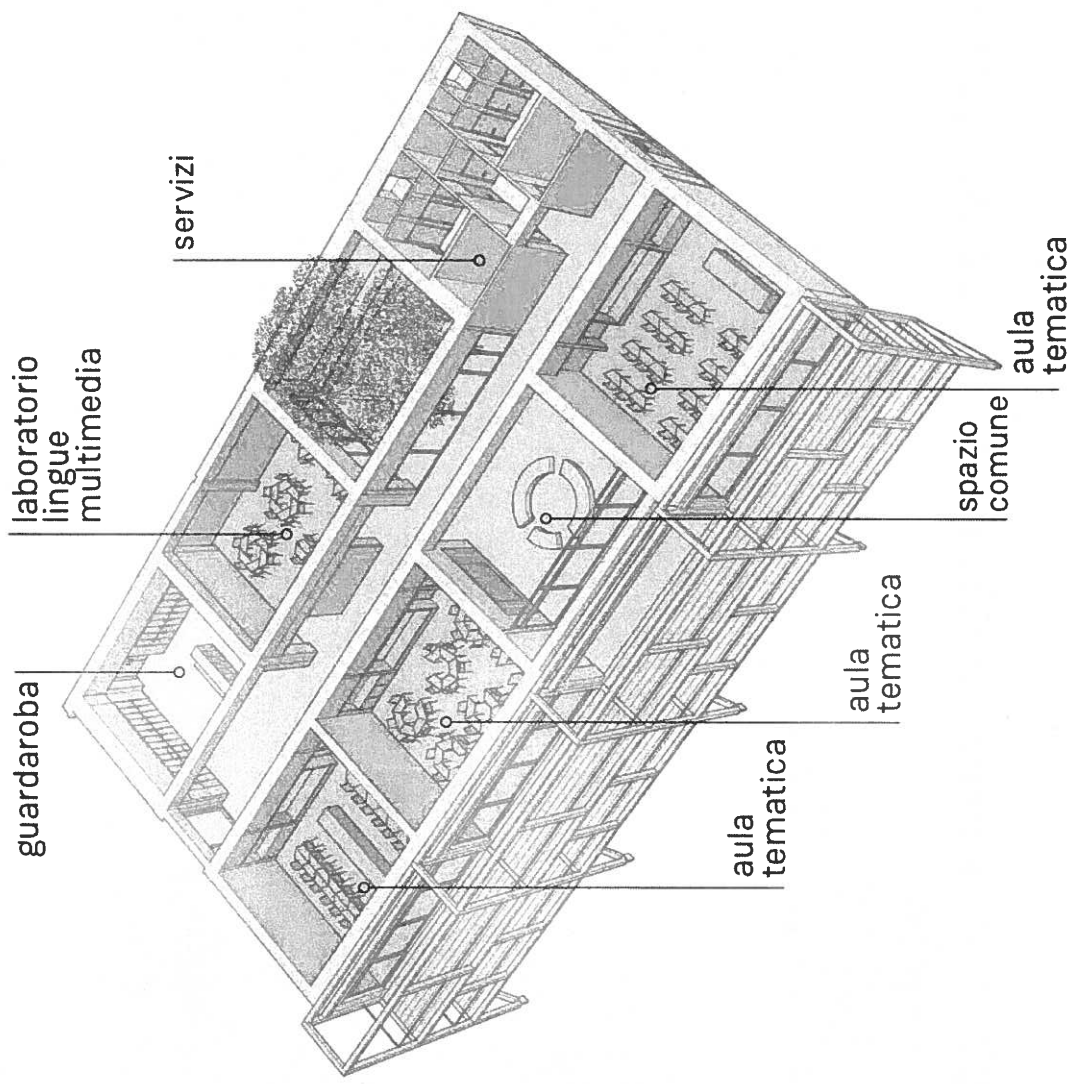 guardaroba
laboratorio
lingue
multimedia
servizi
aula
tematica
aula
tematica
spazio
comune
aula
tematica